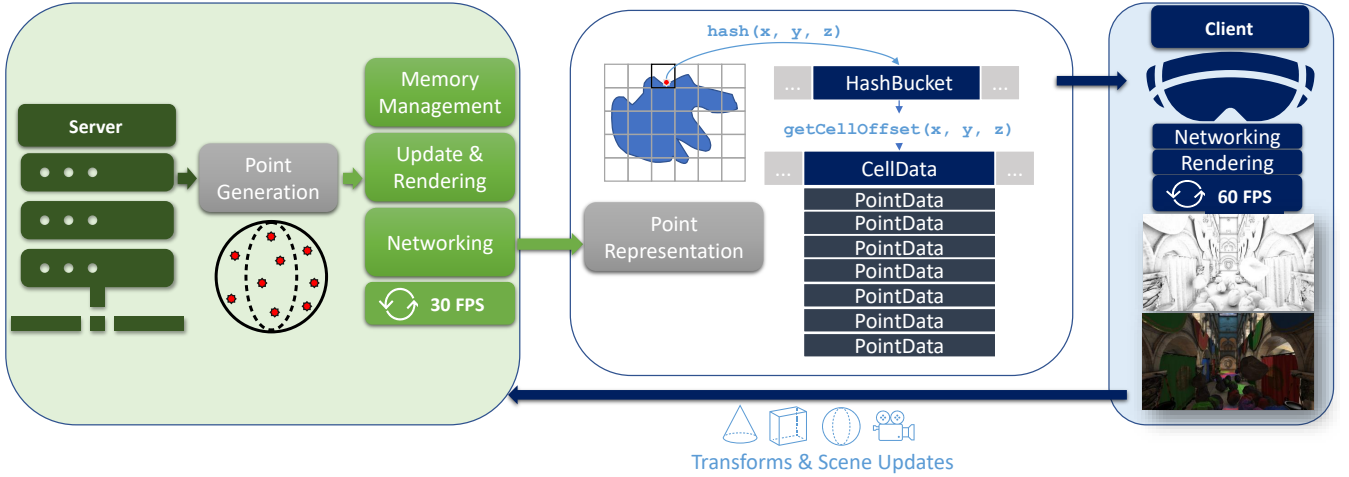 Server
Point
Generation
Memory
Management
Update &
Rendering
Networking
30 FPS
Point
Representation
hash(x, y, z)
... HashBucket ...
getCellOffset(x, y, z)
... CellData ...
PointData
PointData
PointData
PointData
PointData
PointData
PointData
Client
Networking
Rendering
60 FPS
Transforms & Scene Updates